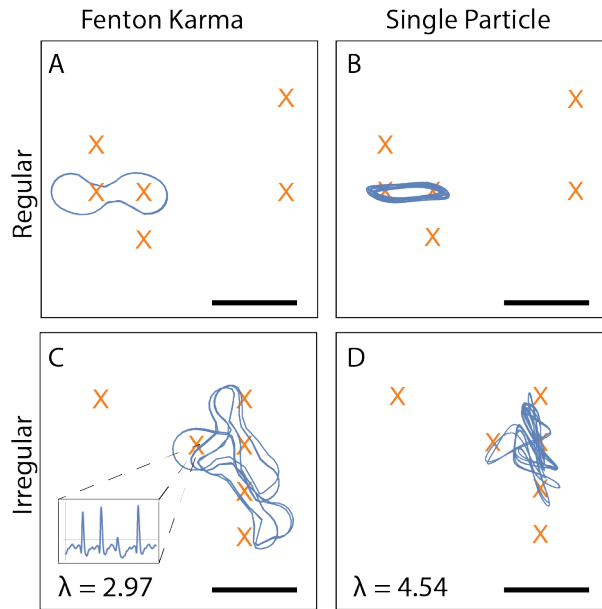 Fenton Karma
Single Particle
Regular
A
B
Irregular
C
D
λ = 2.97
λ = 4.54